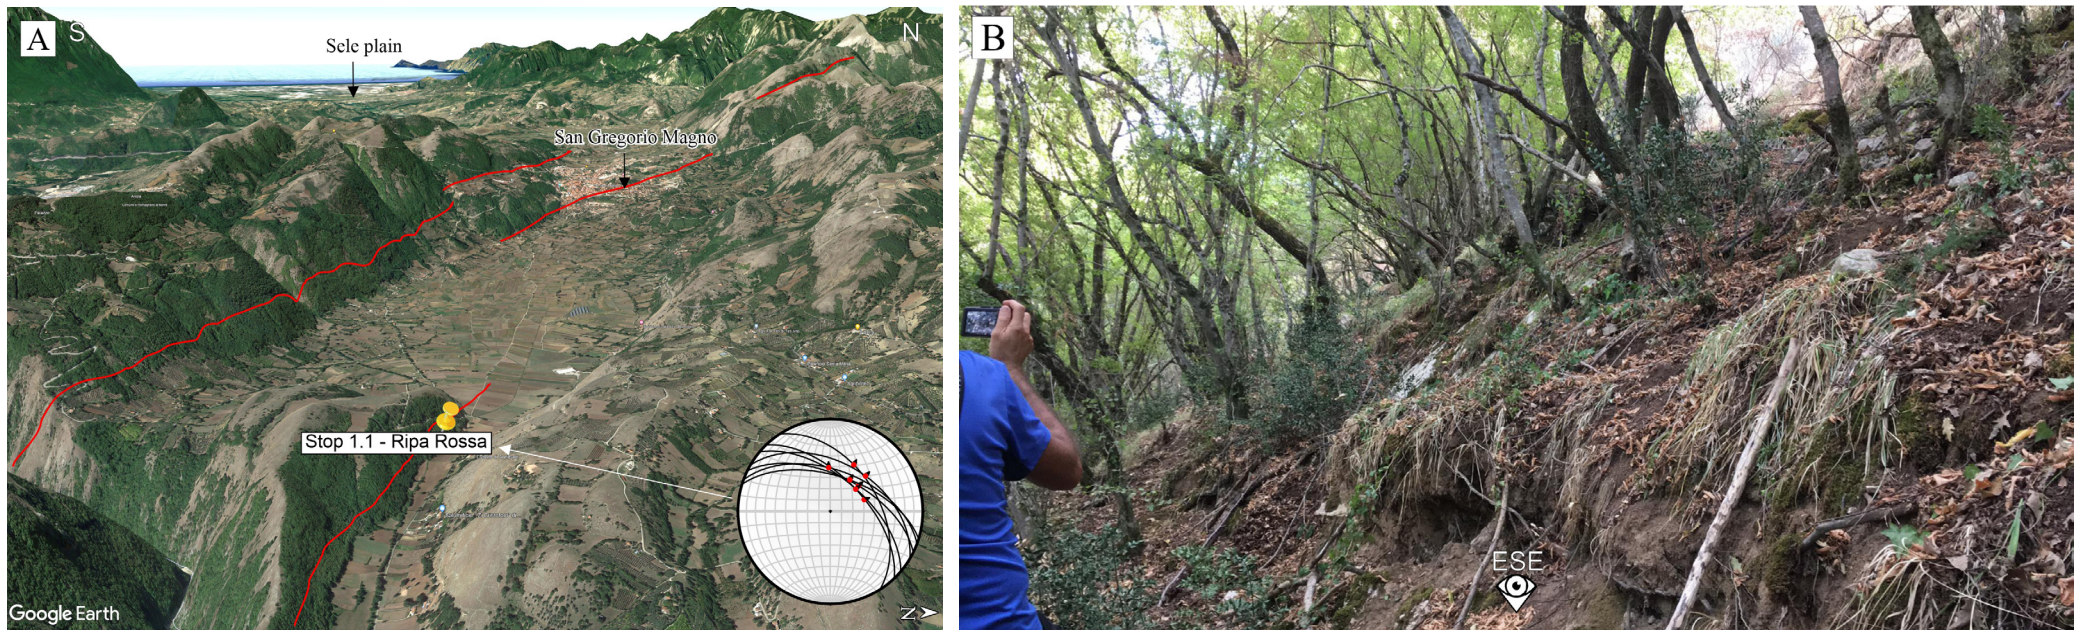 A
S
N
Sele plain
San Gregorio Magno
Stop 1.1 - Ripa Rossa
Google Earth
N
B
ESE